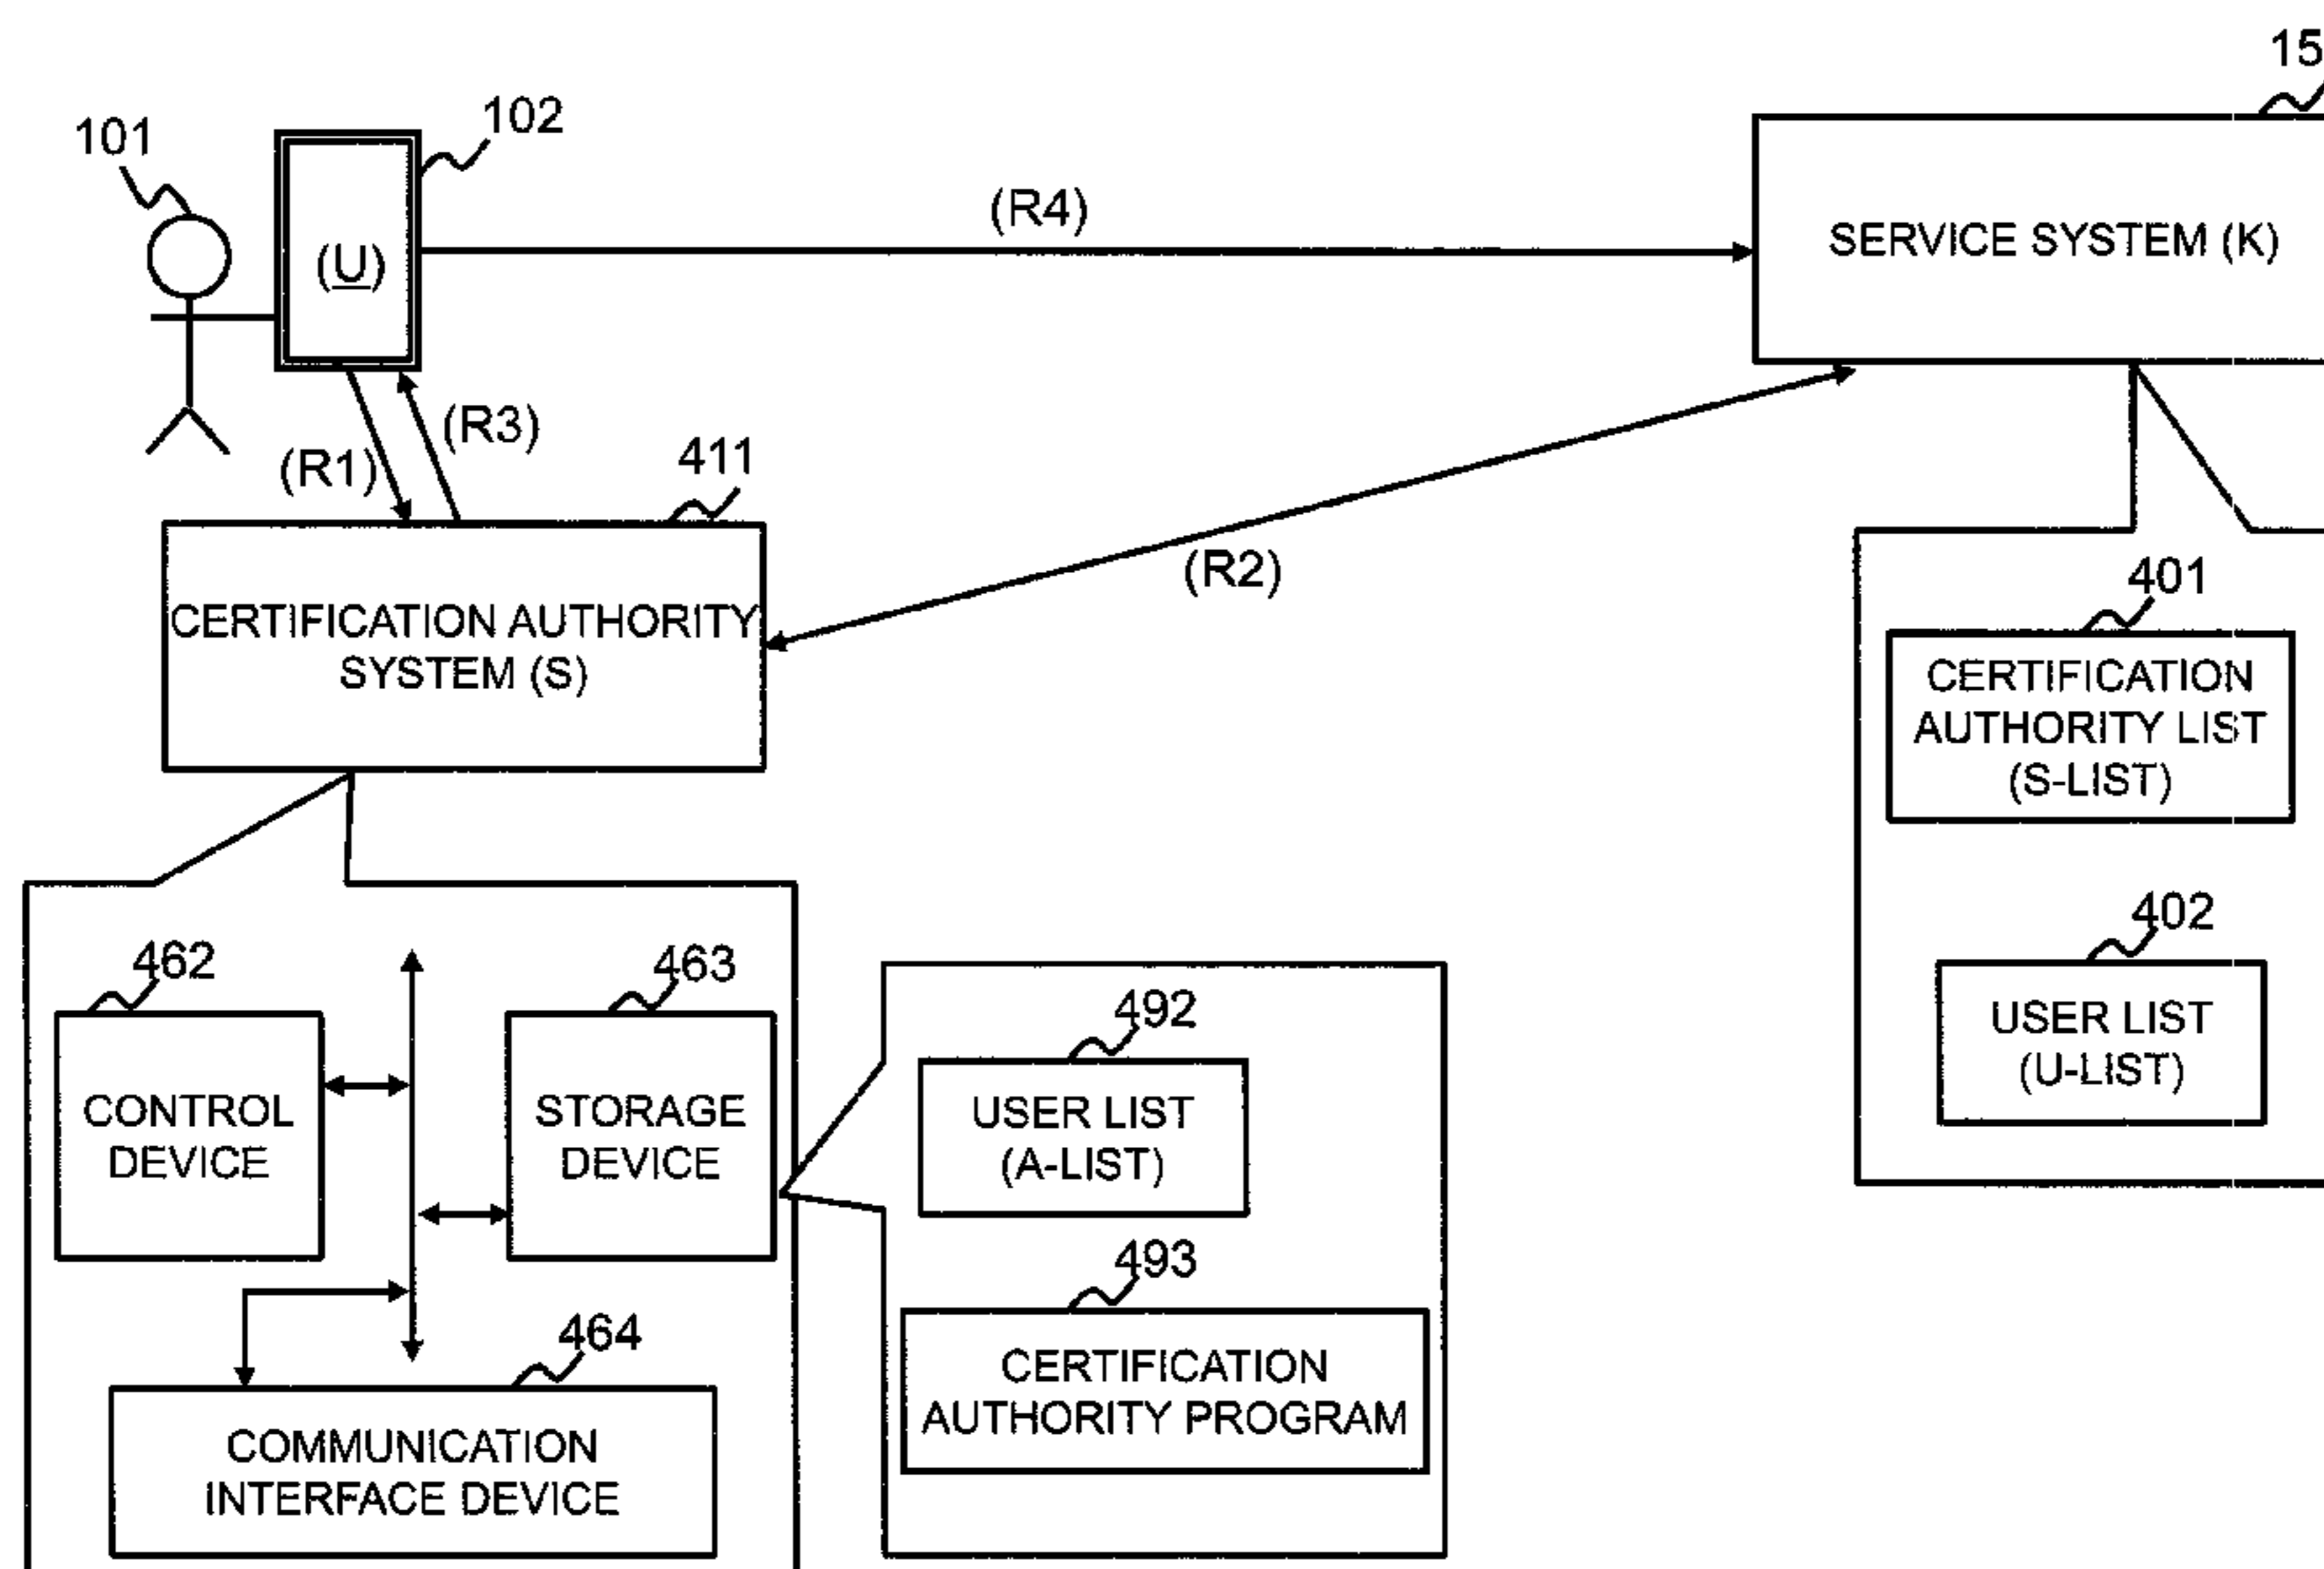 15
101
102
(U)
(R4)
SERVICE SYSTEM (K)
(R1)
(R3)
411
(R2)
CERTIFICATION AUTHORITY
SYSTEM (S)
401
CERTIFICATION
AUTHORITY LIST
(S-LIST)
402
USER LIST
(U-LIST)
462
CONTROL
DEVICE
463
STORAGE
DEVICE
464
COMMUNICATION
INTERFACE DEVICE
492
USER LIST
(A-LIST)
493
CERTIFICATION
AUTHORITY PROGRAM